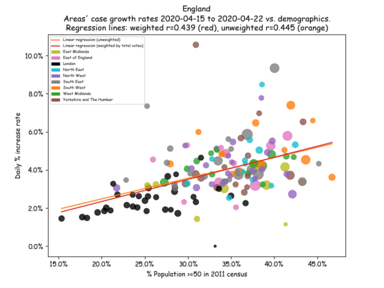 England
Areas' case growth rates 2020-04-15 to 2020-04-22 vs. demographics.
Regression lines: weighted r=0.439 (red), unweighted r=0.445 (orange)
Linear regression (unweighted)
Linear regression (weighted by total cases)
East Midlands
East of England
London
North East
North West
South East
South West
West Midlands
Yorkshire and The Humber
Daily % increase rate
10.0%
8.0%
6.0%
4.0%
2.0%
0.0%
15.0% 20.0% 25.0% 30.0% 35.0% 40.0% 45.0%
% Population >=50 in 2011 census